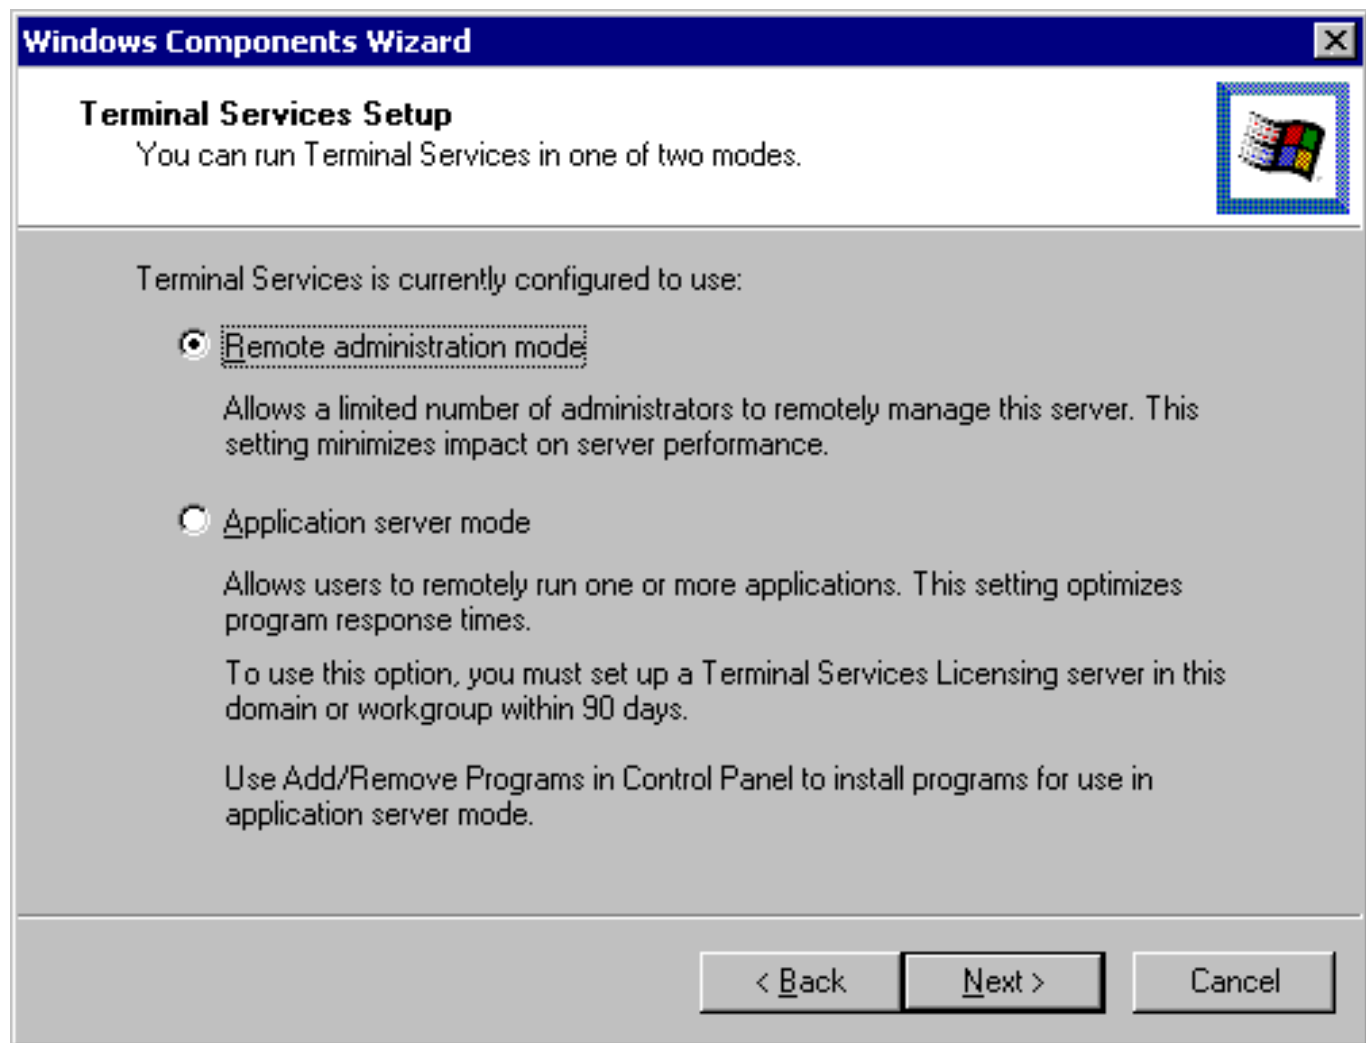 Windows Components Wizard
Terminal Services Setup
You can run Terminal Services in one of two modes.
Terminal Services is currently configured to use:
Remote administration mode
Allows a limited number of administrators to remotely manage this server. This
setting minimizes impact on server performance.
Application server mode
Allows users to remotely run one or more applications. This setting optimizes
program response times.
To use this option, you must set up a Terminal Services Licensing server in this
domain or workgroup within 90 days.
Use Add/Remove Programs in Control Panel to install programs for use in
application server mode.
< Back Next > Cancel